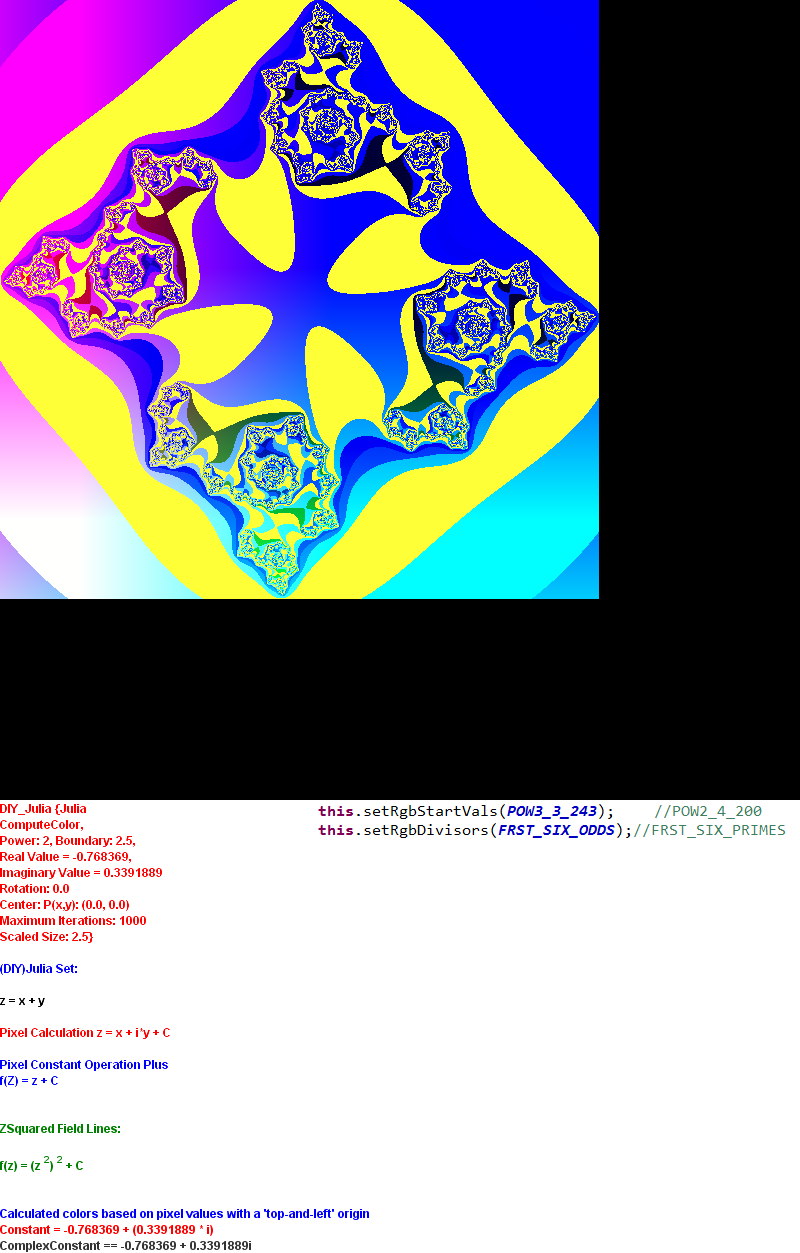 DIY_Julia {Julia
ComputeColor,
Power: 2, Boundary: 2.5,
Real Value = -0.768369,
Imaginary Value = 0.3391889
Rotation: 0.0
Center: P(x,y): (0.0, 0.0)
Maximum Iterations: 1000
Scaled Size: 2.5}
this.setRgbStartVals(POW3_3_243); //POW2_4_200
this.setRgbDivisors(FRST_SIX_ODDS);//FRST_SIX_PRIMES
(DIY)Julia Set:
z = x + y
Pixel Calculation z = x + i*y + C
Pixel Constant Operation Plus
f(Z) = z + C
ZSquared Field Lines:
f(z) = (z ²) ² + C
Calculated colors based on pixel values with a 'top-and-left' origin
Constant = -0.768369 + (0.3391889 * i)
ComplexConstant == -0.768369 + 0.3391889i